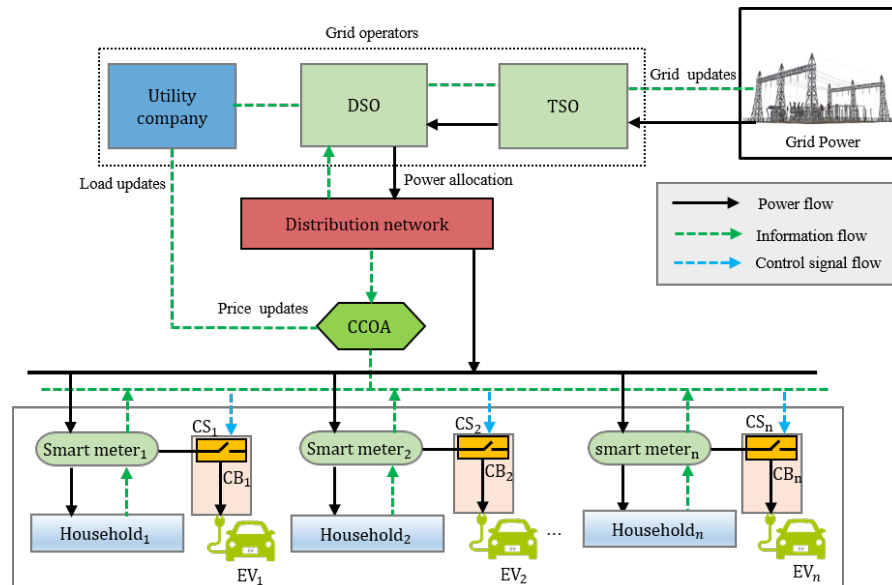 Grid operators
Utility
company
DSO
TSO
Grid updates
Grid Power
Load updates
Power allocation
Distribution network
Power flow
Information flow
Control signal flow
Price updates
CCOA
CS₁
CS₂
CSₙ
Smart meter₁
Smart meter₂
smart meterₙ
CB₁
CB₂
CBₙ
Household₁
Household₂
Householdₙ
...
EV₁
EV₂
EVₙ